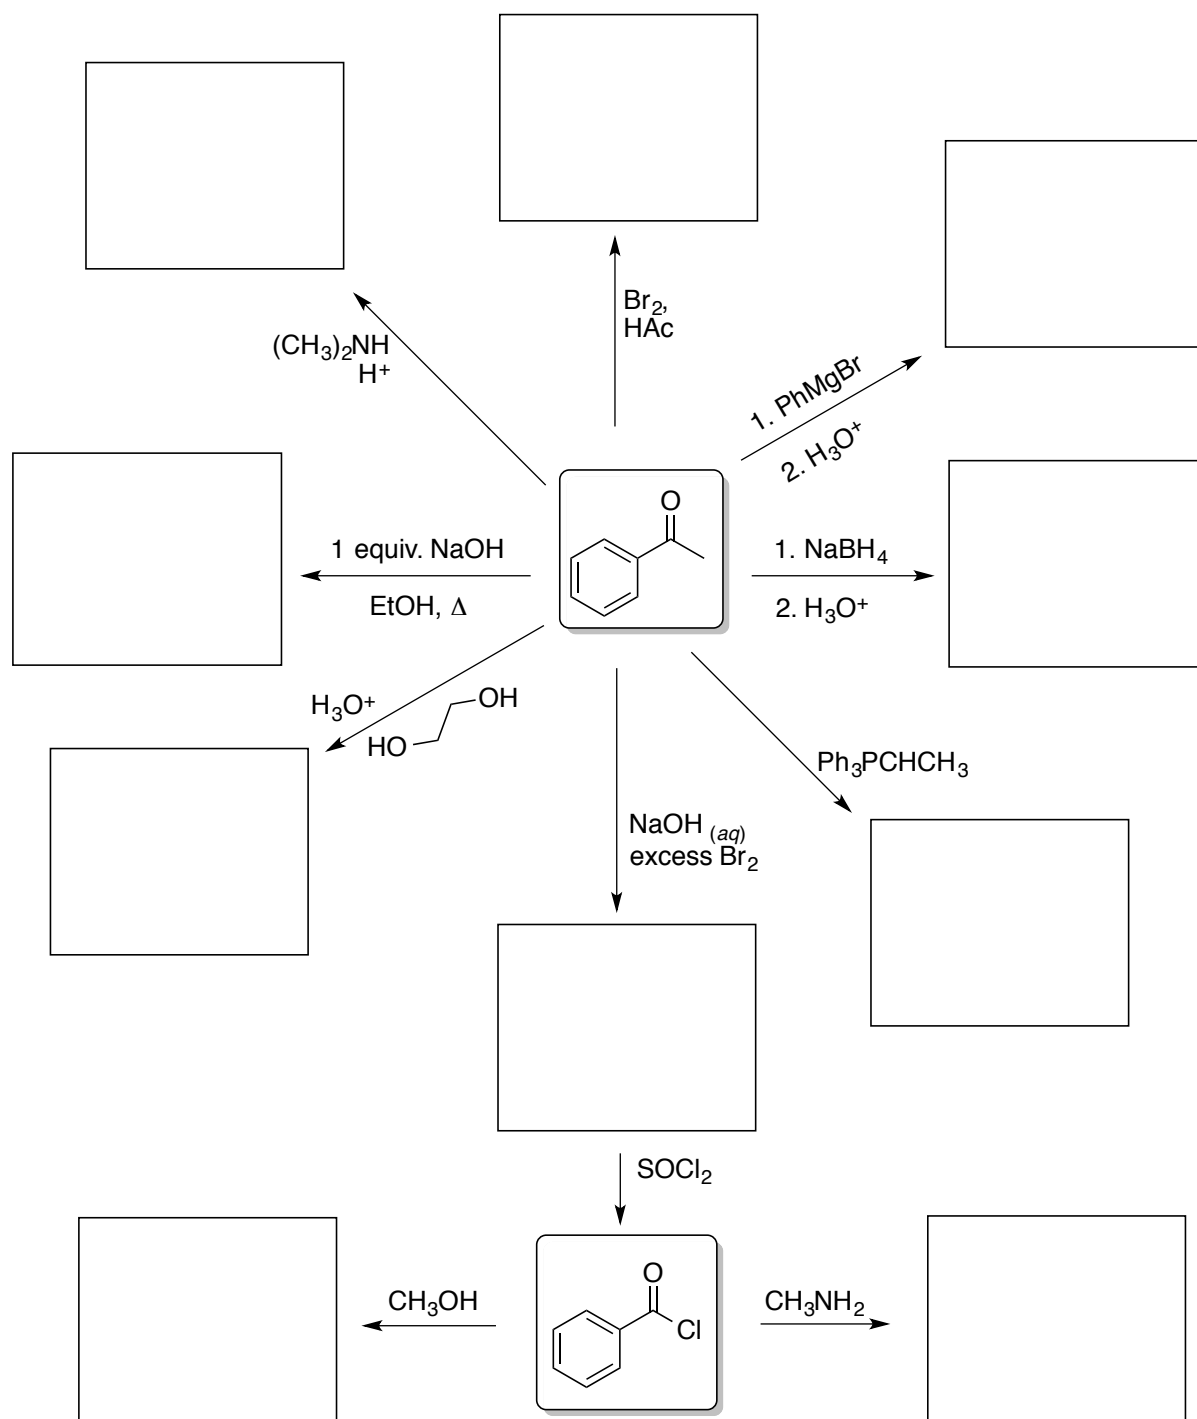 Br2,
HAc
(CH3)2NH
H+
1. PhMgBr
2. H3O+
O
1 equiv. NaOH
EtOH, Δ
1. NaBH4
2. H3O+
H3O+
OH
HO
Ph3PCHCH3
NaOH (aq)
excess Br2
SOCl2
O
Cl
CH3OH
CH3NH2